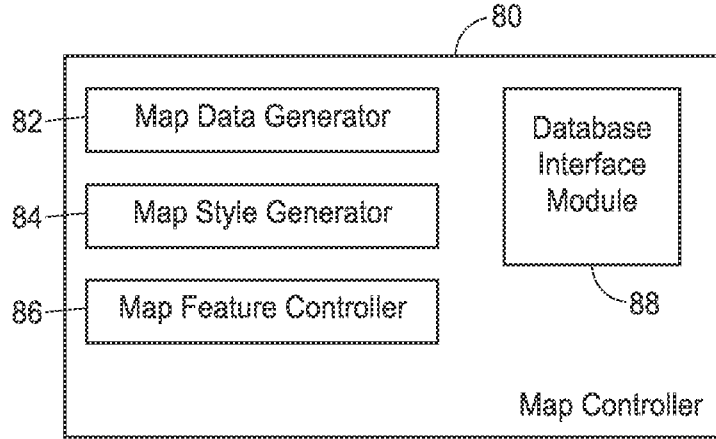 80
82
Map Data Generator
Database
Interface
Module
84
Map Style Generator
86
Map Feature Controller
88
Map Controller